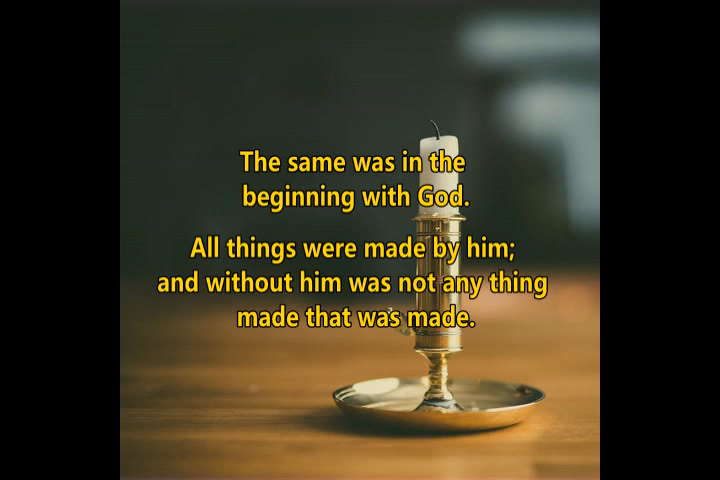 The same was in the
beginning with God.
All things were made by him;
and without him was not any thing
made that was made.